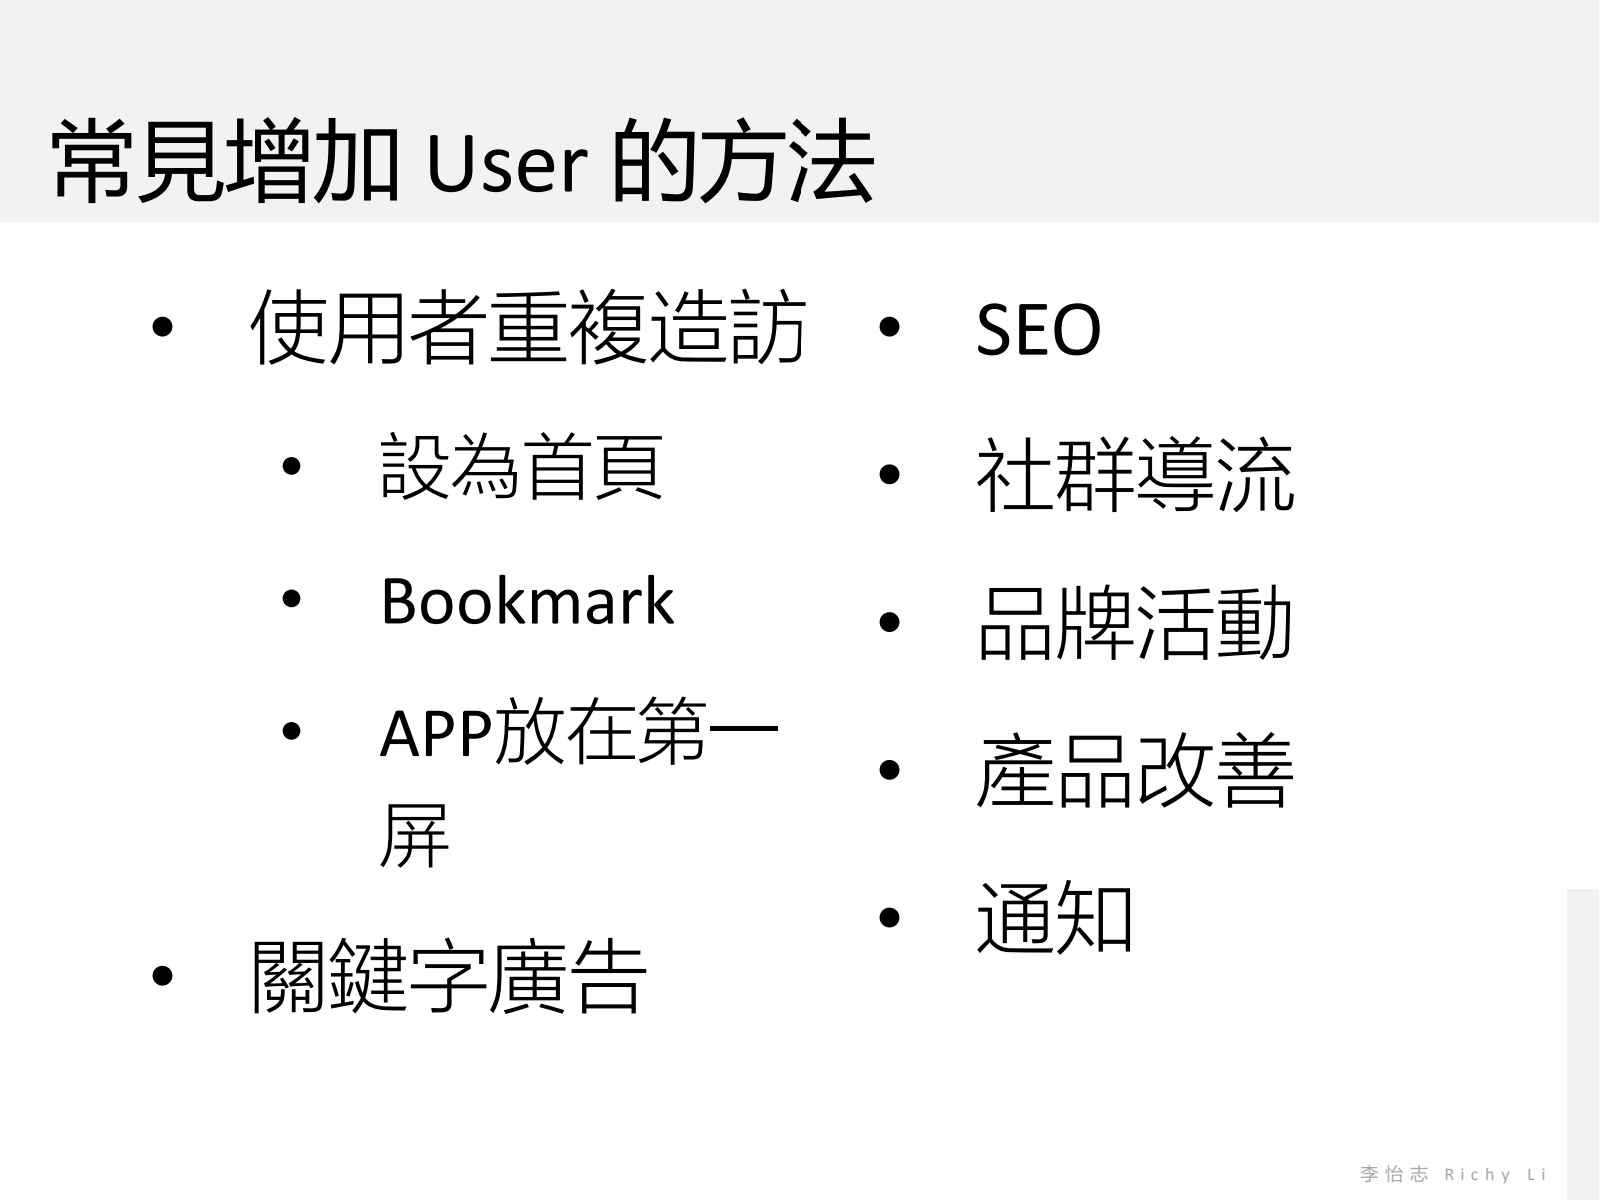 常見增加 User 的方法
• 使用者重複造訪
• 設為首頁
• Bookmark
• APP放在第一
屏
• 關鍵字廣告
• SEO
• 社群導流
• 品牌活動
• 產品改善
• 通知
李怡志 Richy Li